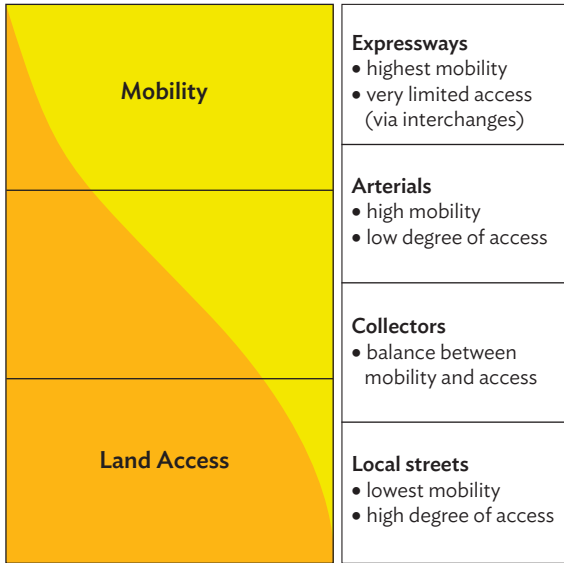 Mobility
Land Access
Expressways
• highest mobility
• very limited access
(via interchanges)
Arterials
• high mobility
• low degree of access
Collectors
• balance between
mobility and access
Local streets
• lowest mobility
• high degree of access